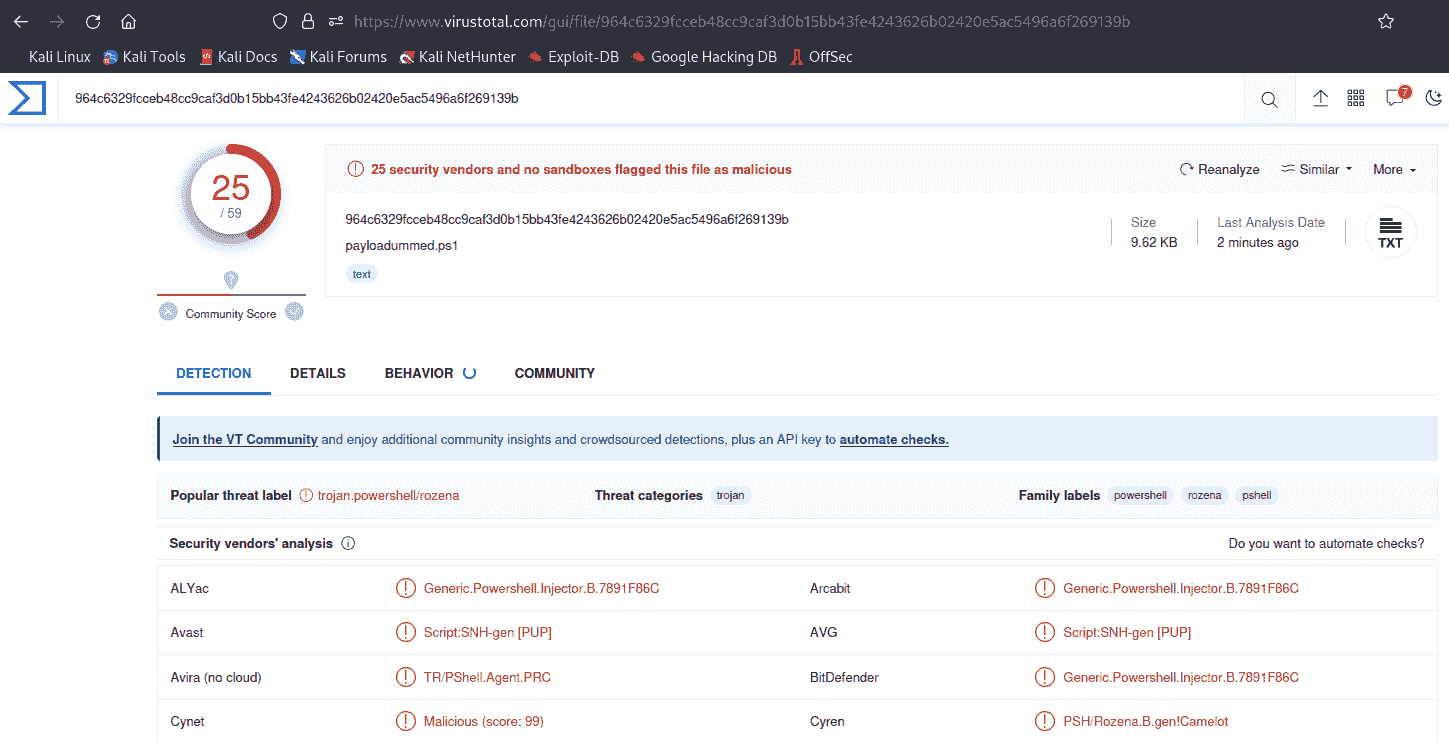 https://www.virustotal.com/gui/file/964c6329fcceb48cc9caf3d0b15bb43fe4243626b02420e5ac5496a6f269139b
Kali Linux Kali Tools Kali Docs Kali Forums Kali NetHunter Exploit-DB Google Hacking DB OffSec
964c6329fcceb48cc9caf3d0b15bb43fe4243626b02420e5ac5496a6f269139b 7
25 / 59
Community Score
25 security vendors and no sandboxes flagged this file as malicious Reanalyze Similar More
964c6329fcceb48cc9caf3d0b15bb43fe4243626b02420e5ac5496a6f269139b
payloadummed.ps1
text
Size
9.62 KB
Last Analysis Date
2 minutes ago
TXT
DETECTION DETAILS BEHAVIOR COMMUNITY
Join the VT Community and enjoy additional community insights and crowdsourced detections, plus an API key to automate checks.
Popular threat label trojan.powershell/rozena Threat categories trojan Family labels powershell rozena pshell
Security vendors' analysis Do you want to automate checks?
ALYac Generic.Powershell.Injector.B.7891F86C Arcabit Generic.Powershell.Injector.B.7891F86C
Avast Script:SNH-gen [PUP] AVG Script:SNH-gen [PUP]
Avira (no cloud) TR/PShell.Agent.PRC BitDefender Generic.Powershell.Injector.B.7891F86C
Cynet Malicious (score: 99) Cyren PSH/Rozena.B.gen!Camelot